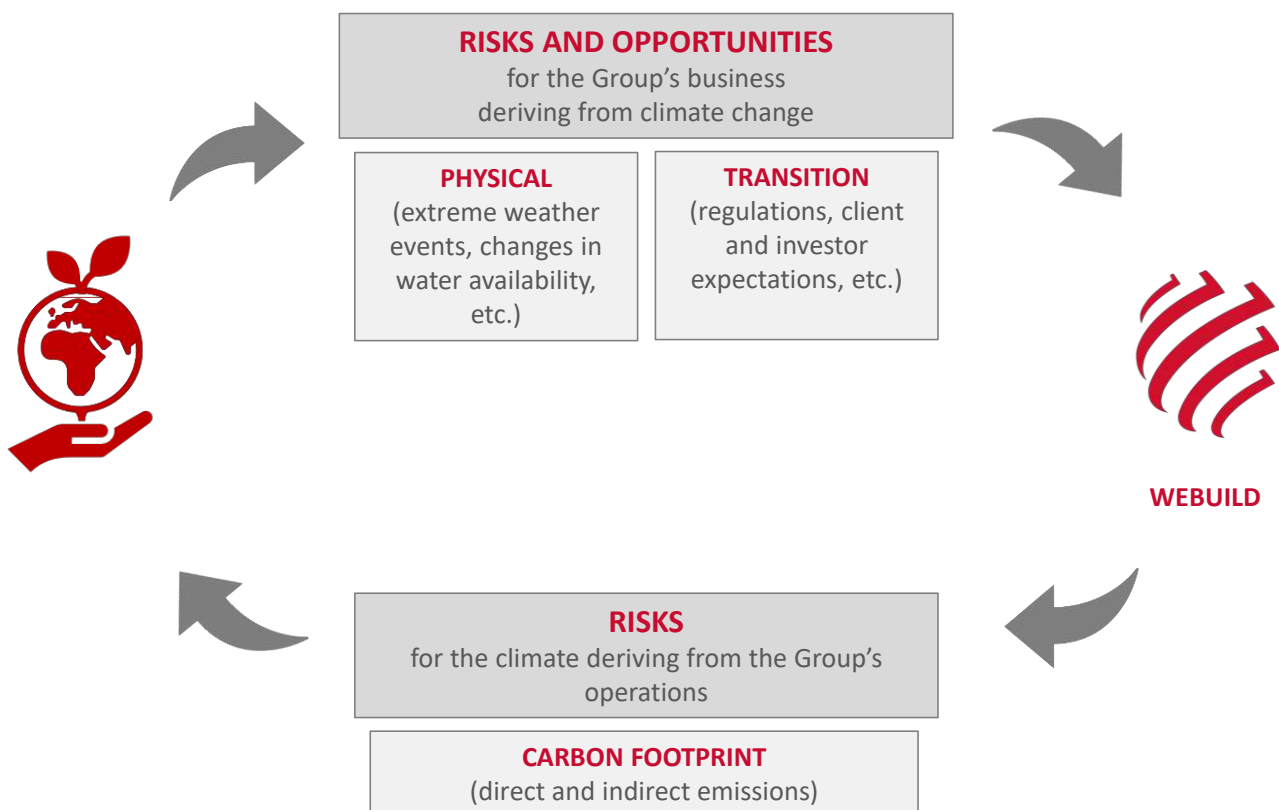 RISKS AND OPPORTUNITIES
for the Group’s business
deriving from climate change
PHYSICAL
(extreme weather
events, changes in
water availability,
etc.)
TRANSITION
(regulations, client
and investor
expectations, etc.)
WEBUILD
RISKS
for the climate deriving from the Group’s
operations
CARBON FOOTPRINT
(direct and indirect emissions)